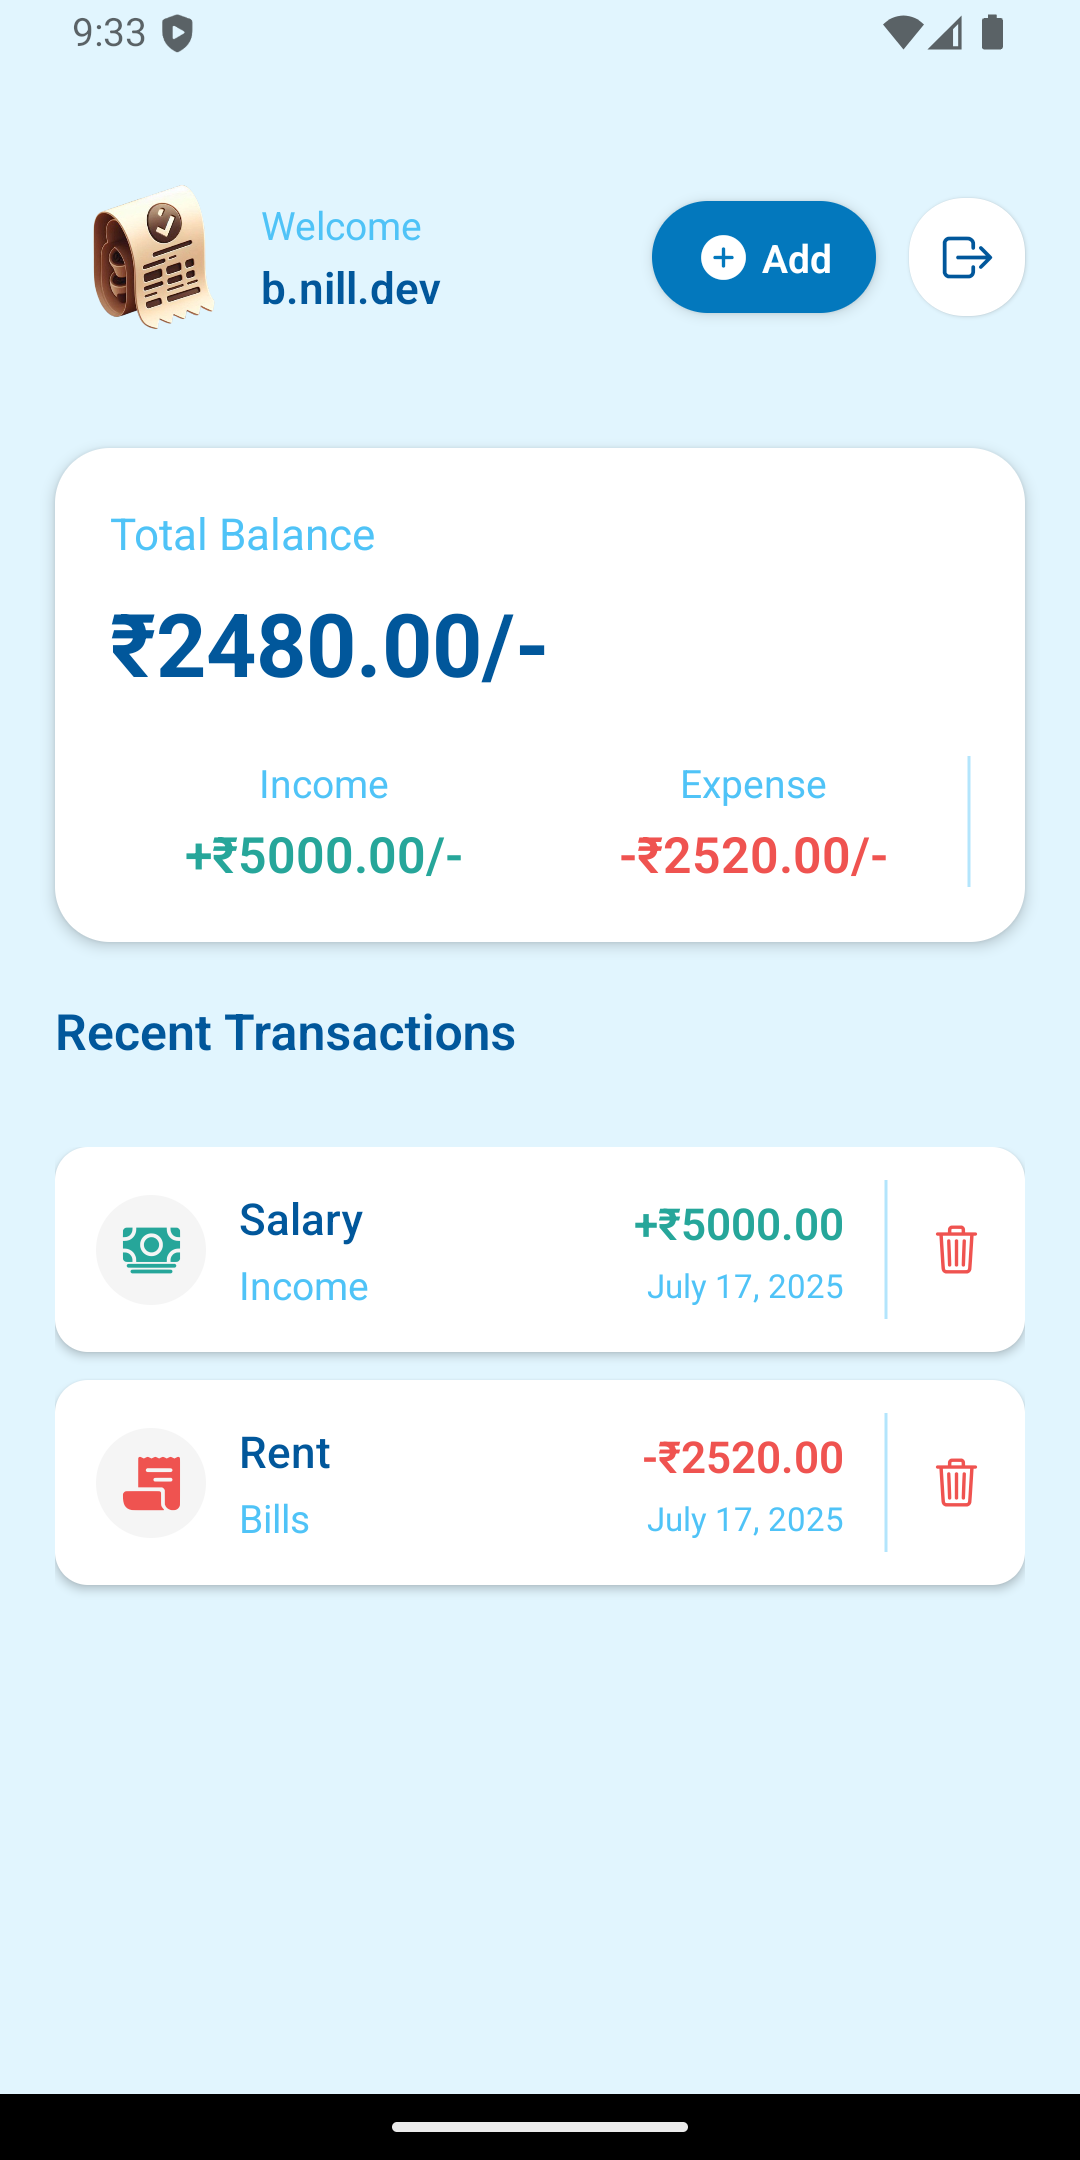 9:33
Welcome
b.nill.dev
Add
Total Balance
₹2480.00/-
Income
Expense
+₹5000.00/-
-₹2520.00/-
Recent Transactions
Salary
+₹5000.00
Income
July 17, 2025
Rent
-₹2520.00
Bills
July 17, 2025